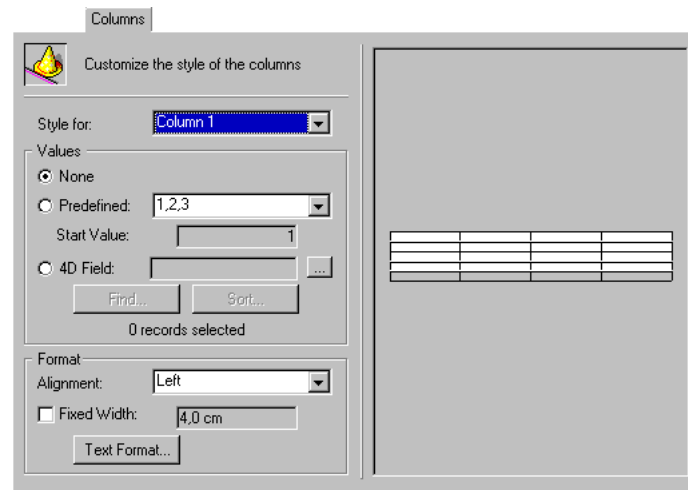 Columns
Customize the style of the columns
Style for: Column 1
Values
None
Predefined: 1,2,3
Start Value: 1
4D Field: ...
Find... Sort...
0 records selected
Format
Alignment: Left
Fixed Width: 4,0 cm
Text Format...